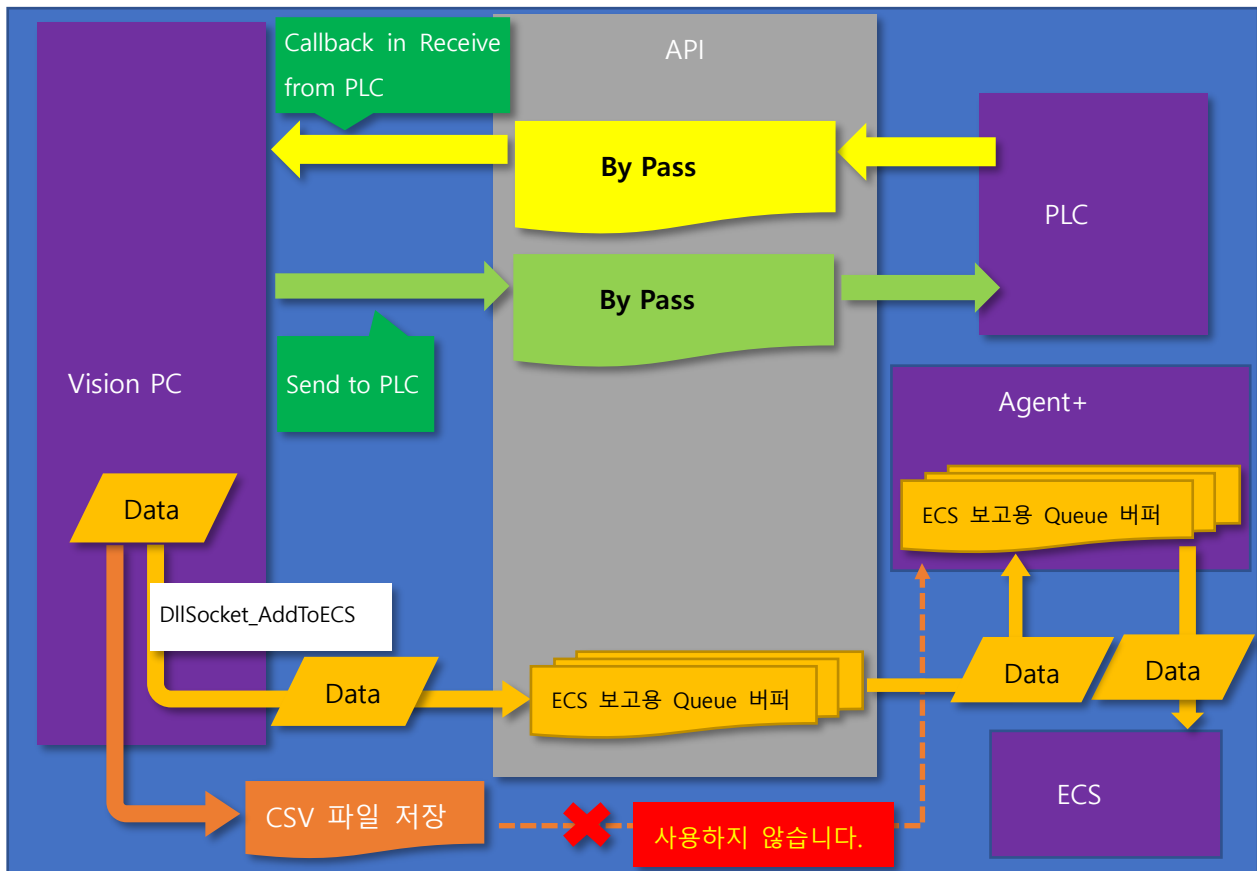 Callback in Receive
from PLC
API
By Pass
PLC
By Pass
Vision PC
Send to PLC
Agent+
Data
ECS 보고용 Queue 버퍼
DllSocket_AddToECS
Data
ECS 보고용 Queue 버퍼
Data
Data
CSV 파일 저장
사용하지 않습니다.
ECS